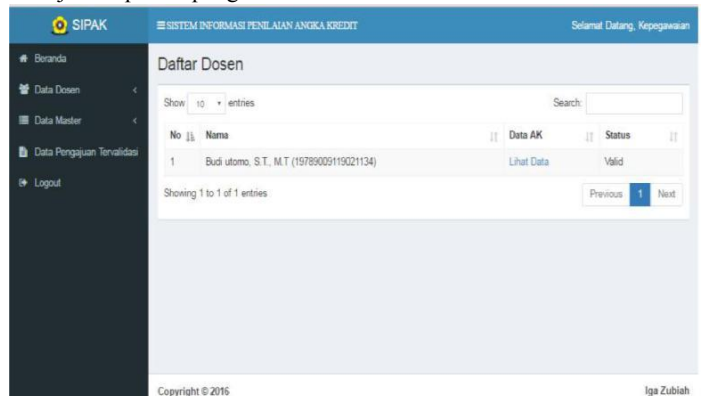 SIPAK
SISTEM INFORMASI PENILAIAN ANGKA KREDIT
Selamat Datang, Kepegawaian
Beranda
Data Dosen
Data Master
Data Pengajuan Tervalidasi
Logout
Daftar Dosen
Show 10 entries
Search:
No Nama Data AK Status
1 Budi utomo, S.T., M.T (19789009119021134) Lihat Data Valid
Showing 1 to 1 of 1 entries
Previous 1 Next
Copyright © 2016
Iga Zubiah